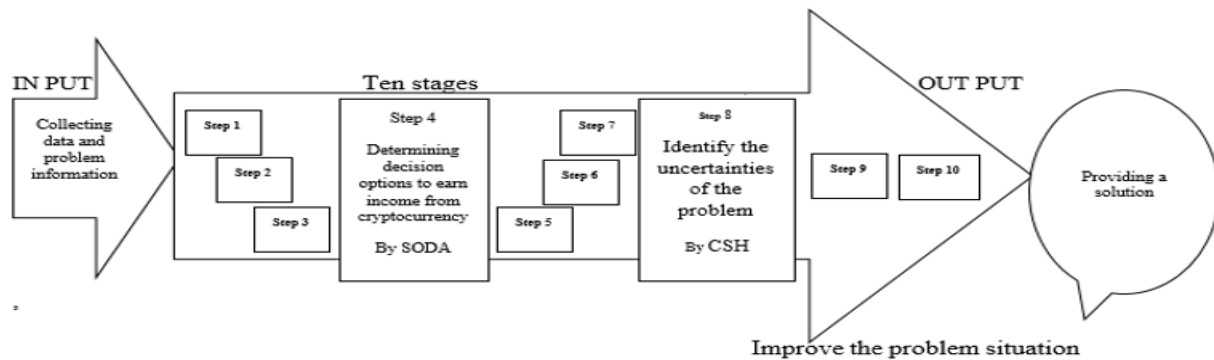 IN PUT
Collecting
data and
problem
information
Ten stages
Step 1
Step 2
Step 3
Step 4
Determining
decision
options to earn
income from
cryptocurrency
By SODA
Step 7
Step 6
Step 5
Step 8
Identify the
uncertainties
of the
problem
By CSH
OUT PUT
Step 9
Step 10
Providing a
solution
Improve the problem situation